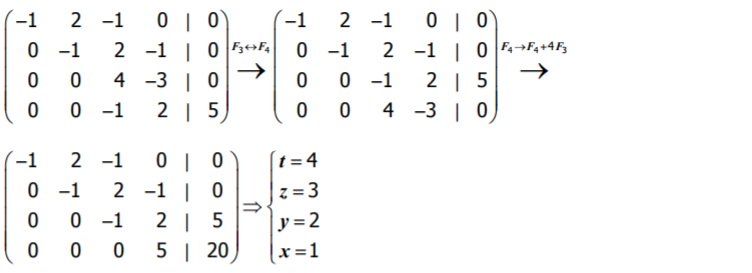 -1 2 -1 0 | 0 F₃↔F₄ -1 2 -1 0 | 0 F₄→F₄+4F₃
0 -1 2 -1 | 0 → 0 -1 2 -1 | 0 →
0 0 4 -3 | 0 0 0 -1 2 | 5
0 0 -1 2 | 5 0 0 4 -3 | 0
-1 2 -1 0 | 0 t = 4
0 -1 2 -1 | 0 ⇒ z = 3
0 0 -1 2 | 5 y = 2
0 0 0 5 | 20 x = 1